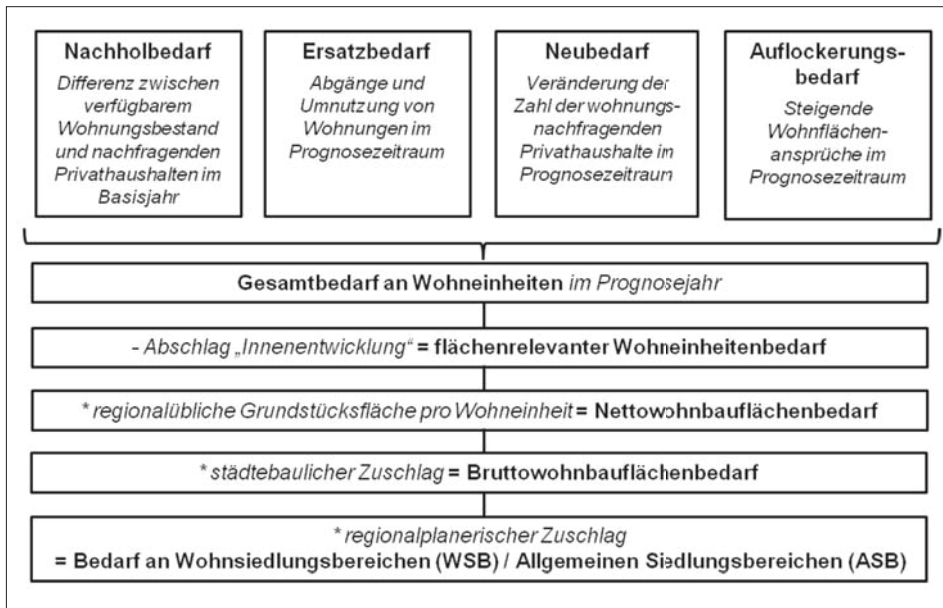 Nachholbedarf
Differenz zwischen
verfügbarem
Wohnungsbestand
und nachfragenden
Privathaushalten im
Basisjahr
Ersatzbedarf
Abgänge und
Umnutzung von
Wohnungen im
Prognosezeitraum
Neubedarf
Veränderung der
Zahl der wohnungs-
nachfragenden
Privathaushalte im
Prognosezeitraum
Auflockerungs-
bedarf
Steigende
Wohnflächen-
ansprüche im
Prognosezeitraum
Gesamtbedarf an Wohneinheiten im Prognosejahr
- Abschlag „Innenentwicklung“ = flächenrelevanter Wohneinheitenbedarf
* regionalübliche Grundstücksfläche pro Wohneinheit = Nettowohnbauflächenbedarf
* städtebaulicher Zuschlag = Bruttowohnbauflächenbedarf
* regionalplanerischer Zuschlag
= Bedarf an Wohnsiedlungsbereichen (WSB) / Allgemeinen Siedlungsbereichen (ASB)